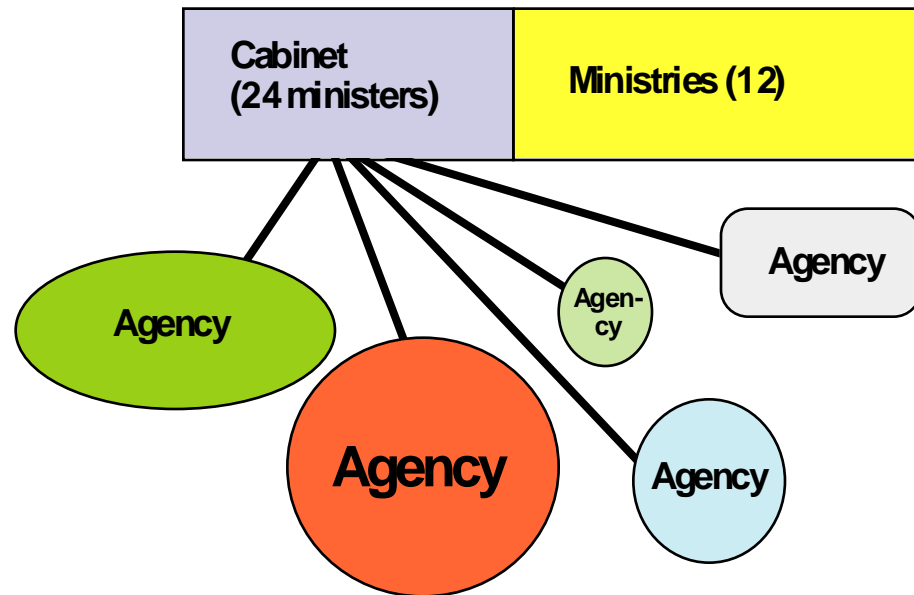 Cabinet
(24 ministers)
Ministries (12)
Agency
Agency
Agen-
cy
Agency
Agency